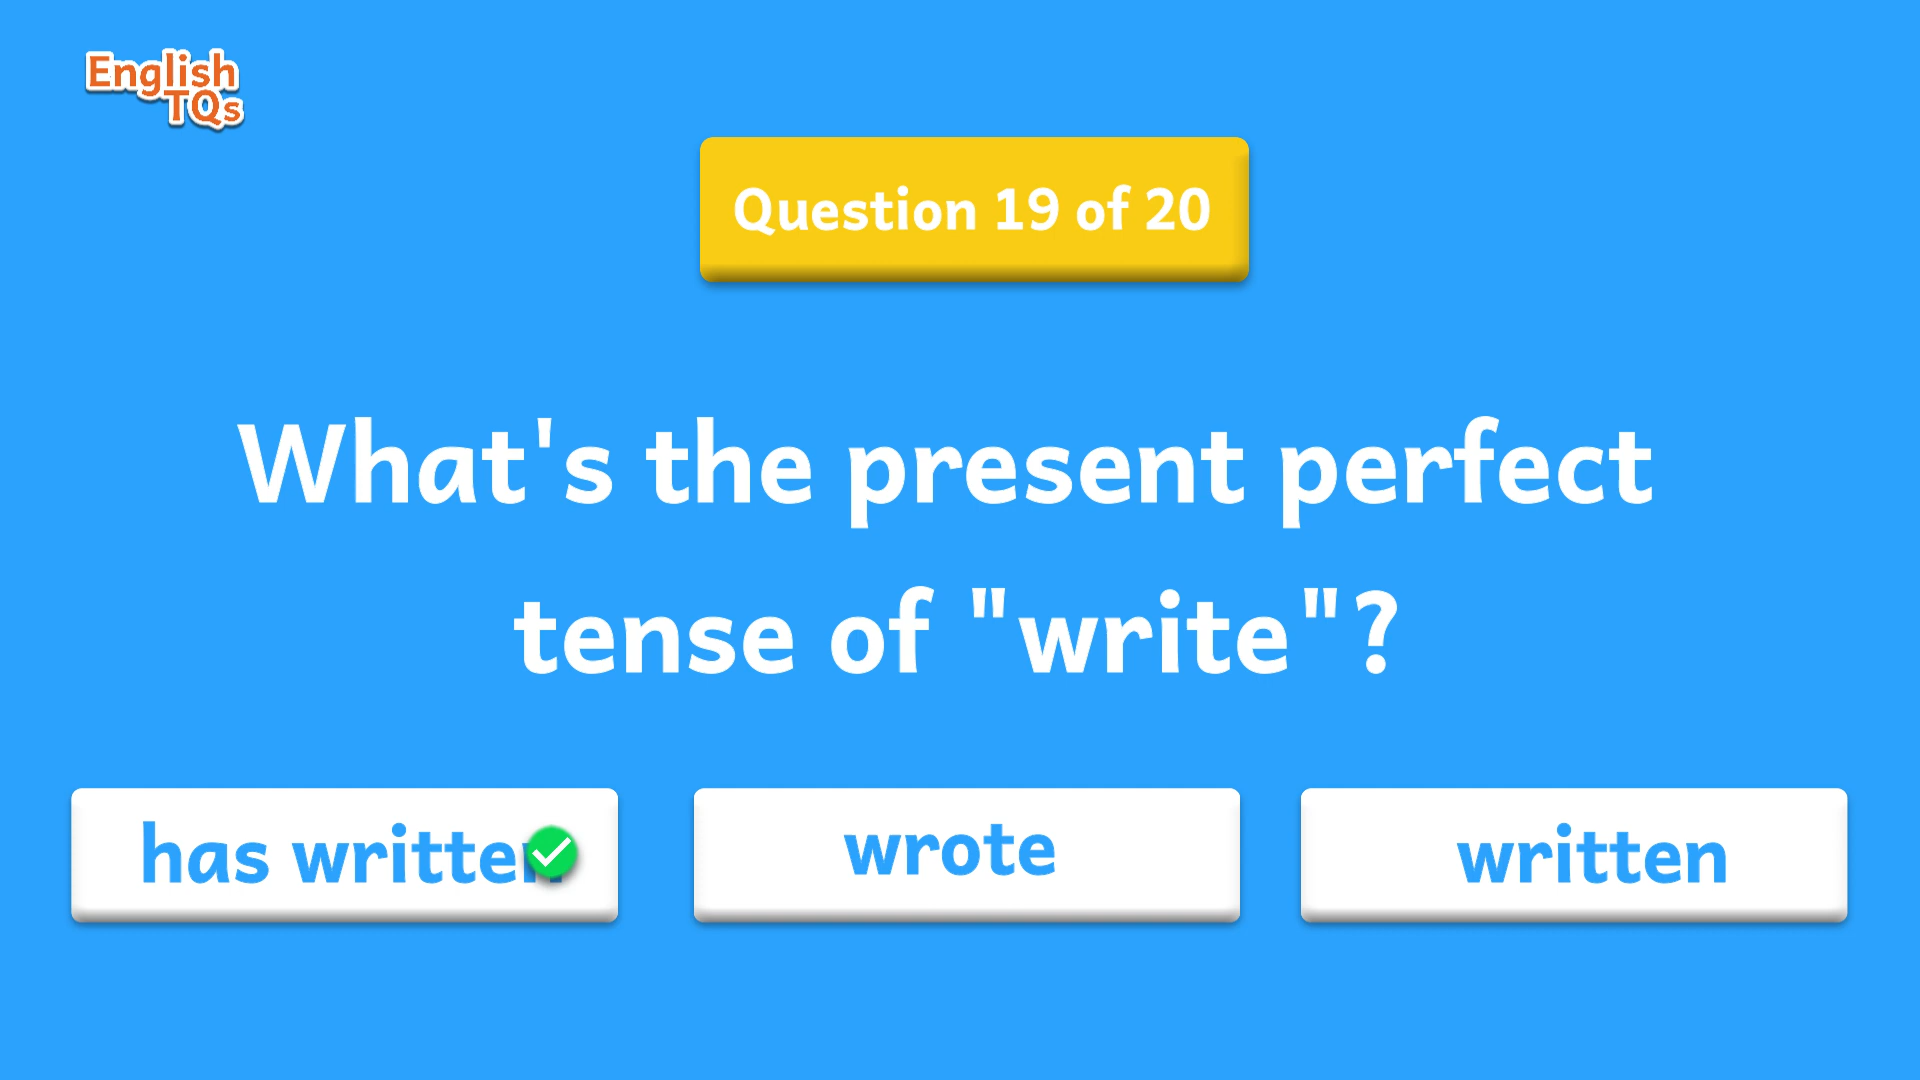 English
TQs
Question 19 of 20
What's the present perfect
tense of "write"?
has written
wrote
written